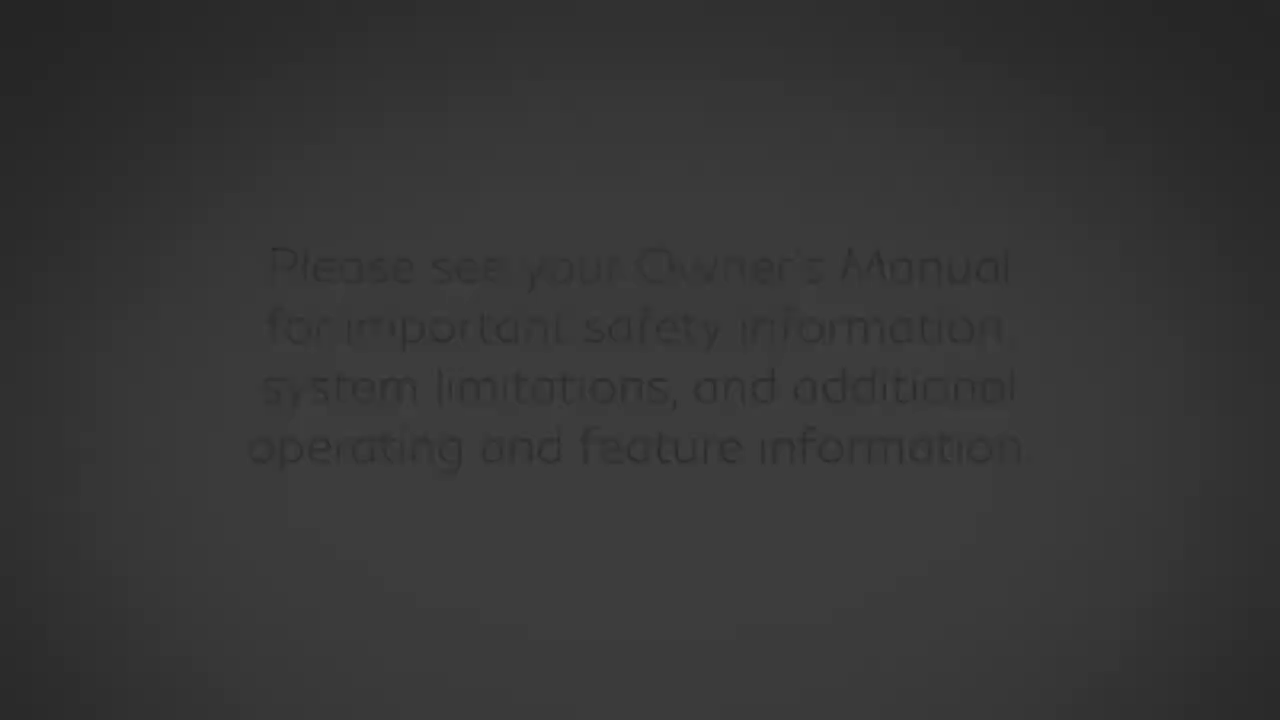 Please see your Owner's Manual
for important safety information,
system limitations, and additional
operating and feature information.